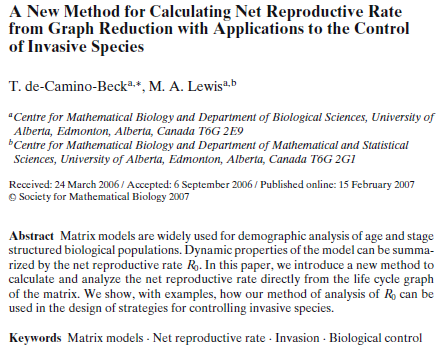 A New Method for Calculating Net Reproductive Rate
from Graph Reduction with Applications to the Control
of Invasive Species
T. de-Camino-Beckᵃ,*, M. A. Lewisᵃ,ᵇ
ᵃCentre for Mathematical Biology and Department of Biological Sciences, University of
Alberta, Edmonton, Alberta, Canada T6G 2E9
ᵇCentre for Mathematical Biology and Department of Mathematical and Statistical
Sciences, University of Alberta, Edmonton, Alberta, Canada T6G 2G1
Received: 24 March 2006 / Accepted: 6 September 2006 / Published online: 15 February 2007
© Society for Mathematical Biology 2007
Abstract Matrix models are widely used for demographic analysis of age and stage
structured biological populations. Dynamic properties of the model can be summa-
rized by the net reproductive rate R₀. In this paper, we introduce a new method to
calculate and analyze the net reproductive rate directly from the life cycle graph
of the matrix. We show, with examples, how our method of analysis of R₀ can be
used in the design of strategies for controlling invasive species.
Keywords Matrix models · Net reproductive rate · Invasion · Biological control